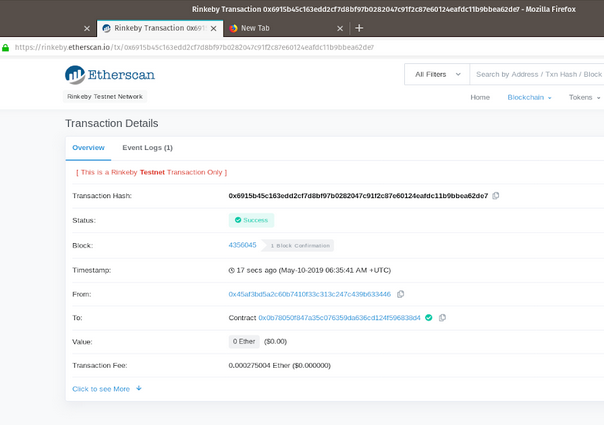 Rinkeby Transaction 0x6915b45c163edd2cf7d8bf97b0282047c91f2c87e60124eafdc11b9bbea62de7 - Mozilla Firefox
Rinkeby Transaction 0x691 New Tab
https://rinkeby.etherscan.io/tx/0x6915b45c163edd2cf7d8bf97b0282047c91f2c87e60124eafdc11b9bbea62de7
Etherscan
All Filters Search by Address / Txn Hash / Block
Rinkeby Testnet Network
Home Blockchain Tokens
Transaction Details
Overview Event Logs (1)
[ This is a Rinkeby Testnet Transaction Only ]
Transaction Hash: 0x6915b45c163edd2cf7d8bf97b0282047c91f2c87e60124eafdc11b9bbea62de7
Status: Success
Block: 4356045 1 Block Confirmation
Timestamp: 17 secs ago (May-10-2019 06:35:41 AM +UTC)
From: 0x45af3bd5a2c60b7410f33c313c247c439b633446
To: Contract 0x0b78050f847a35c076359da636cd124f596838d4
Value: 0 Ether ($0.00)
Transaction Fee: 0.000275004 Ether ($0.000000)
Click to see More